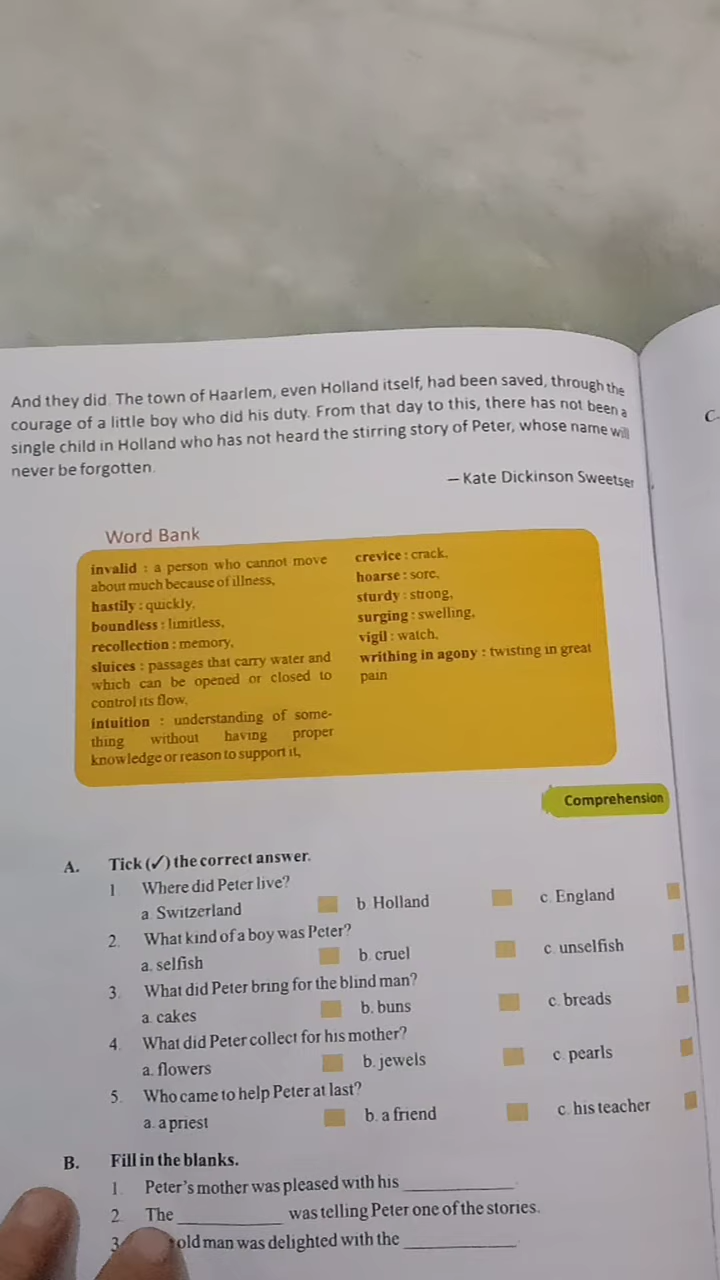 And they did. The town of Haarlem, even Holland itself, had been saved, through the
courage of a little boy who did his duty. From that day to this, there has not been a
single child in Holland who has not heard the stirring story of Peter, whose name will
never be forgotten.
— Kate Dickinson Sweetser
Word Bank
invalid : a person who cannot move
about much because of illness,
hastily : quickly,
boundless : limitless,
recollection : memory,
sluices : passages that carry water and
which can be opened or closed to
control its flow,
intuition : understanding of some-
thing without having proper
knowledge or reason to support it,
crevice : crack,
hoarse : sore,
sturdy : strong,
surging : swelling,
vigil : watch,
writhing in agony : twisting in great
pain
Comprehension
A. Tick (✓) the correct answer.
1 Where did Peter live?
a. Switzerland b. Holland c. England
2. What kind of a boy was Peter?
a. selfish b. cruel c. unselfish
3. What did Peter bring for the blind man?
a. cakes b. buns c. breads
4. What did Peter collect for his mother?
a. flowers b. jewels c. pearls
5. Who came to help Peter at last?
a. a priest b. a friend c. his teacher
B. Fill in the blanks.
1. Peter's mother was pleased with his __________.
2. The __________ was telling Peter one of the stories.
3. old man was delighted with the __________.
C.